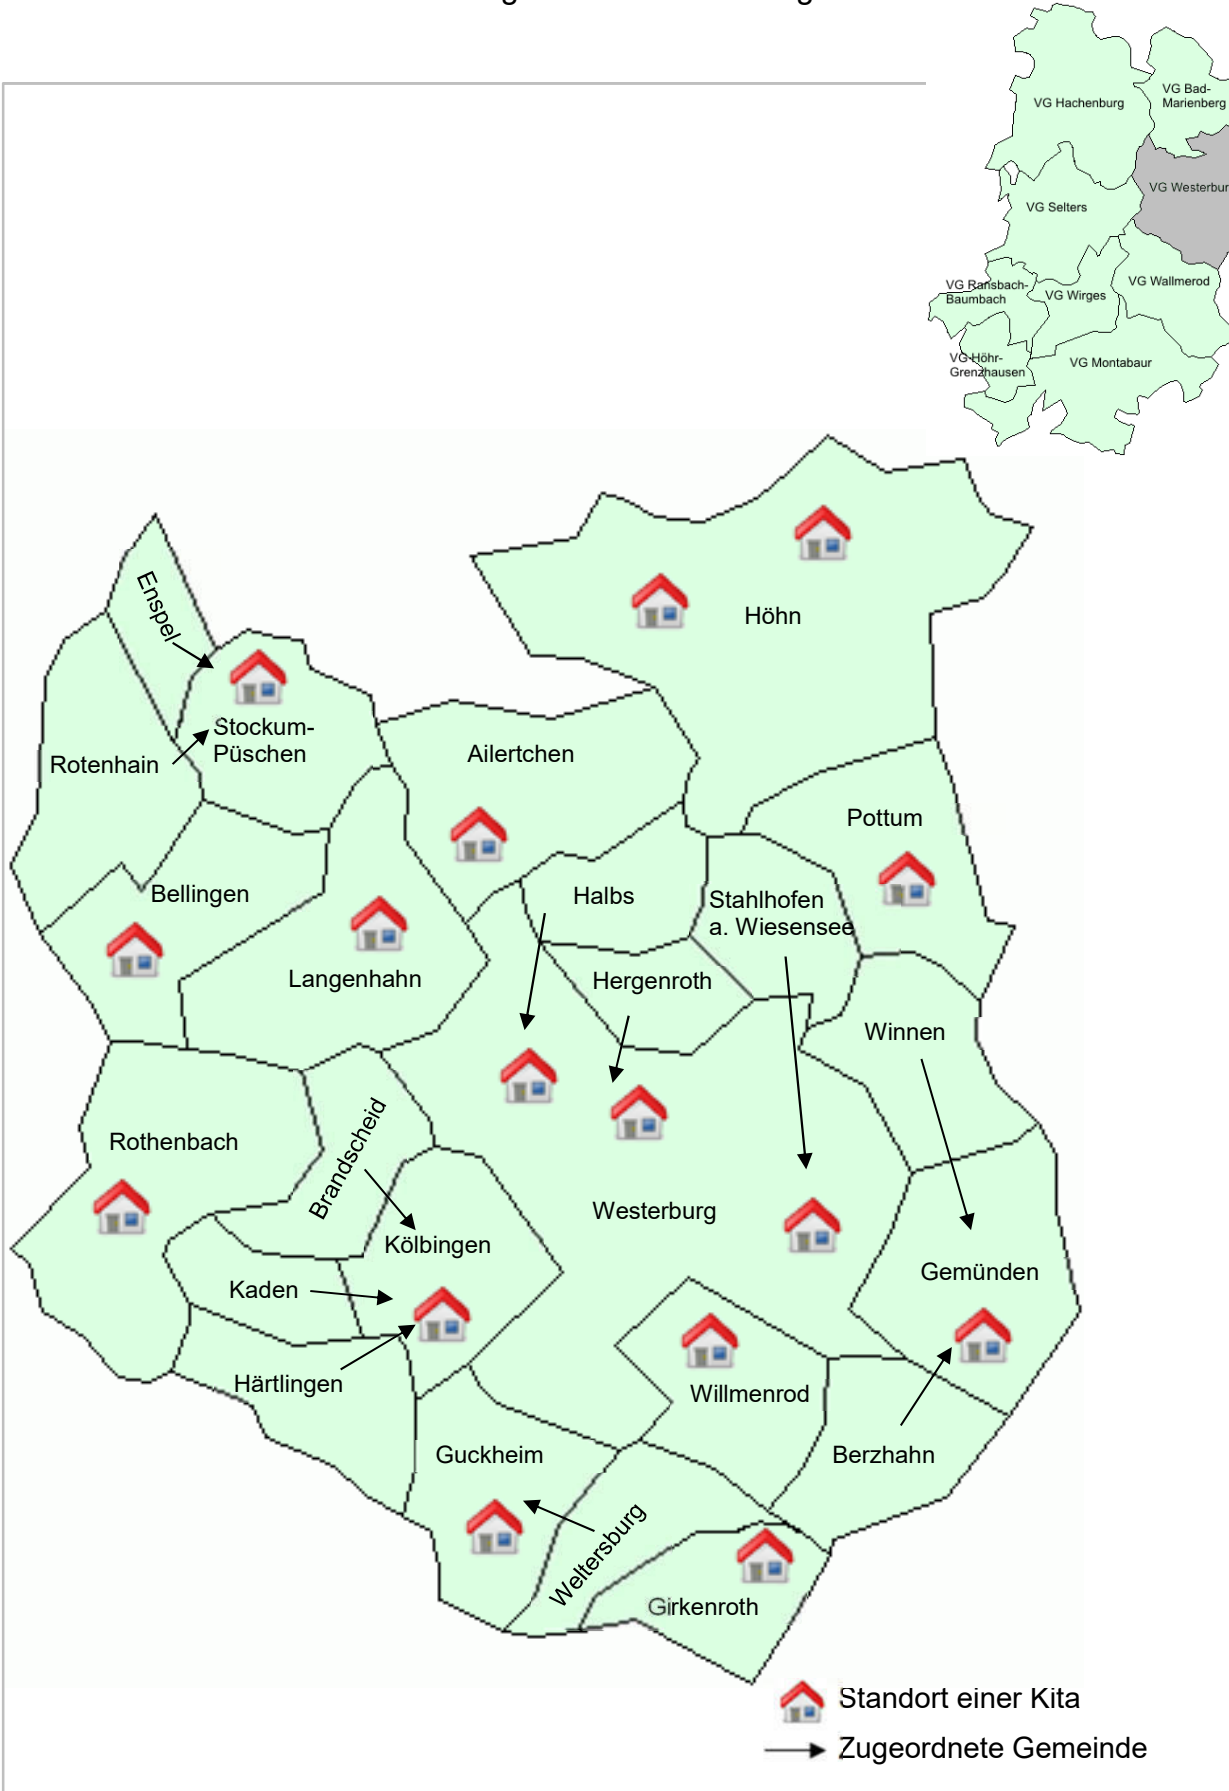 VG Hachenburg
VG Bad-
Marienberg
VG Westerbur
VG Selters
VG Ransbach-
Baumbach
VG Wirges
VG Wallmerod
VG-Höhr-
Grenzhausen
VG Montabaur
Höhn
Enspel
Stockum-
Püschen
Rotenhain
Ailertchen
Pottum
Bellingen
Halbs
Stahlhofen
a. Wiesensee
Langenhahn
Hergenroth
Winnen
Rothenbach
Brandscheid
Westerburg
Kölbingen
Gemünden
Kaden
Härtlingen
Willmenrod
Guckheim
Berzhahn
Weltersburg
Girkenroth
Standort einer Kita
Zugeordnete Gemeinde